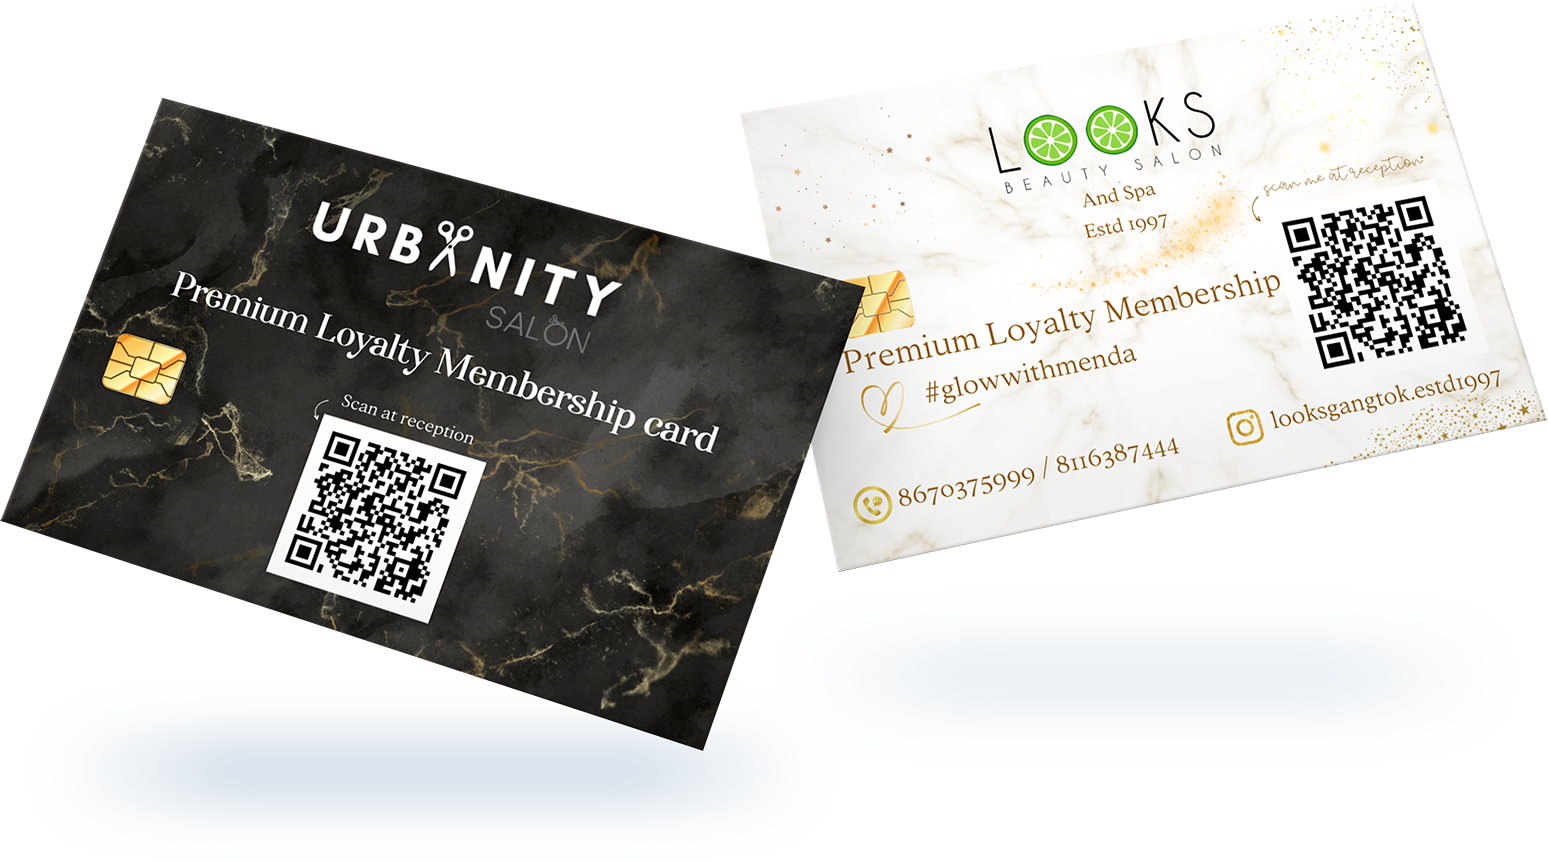 URBANITY
SALON
Premium Loyalty Membership card
Scan at reception
LOOKS
BEAUTY SALON
And Spa
Estd 1997
scan me at reception
Premium Loyalty Membership
#glowwithmenda
looksgangtok.estd1997
8670375999 / 8116387444